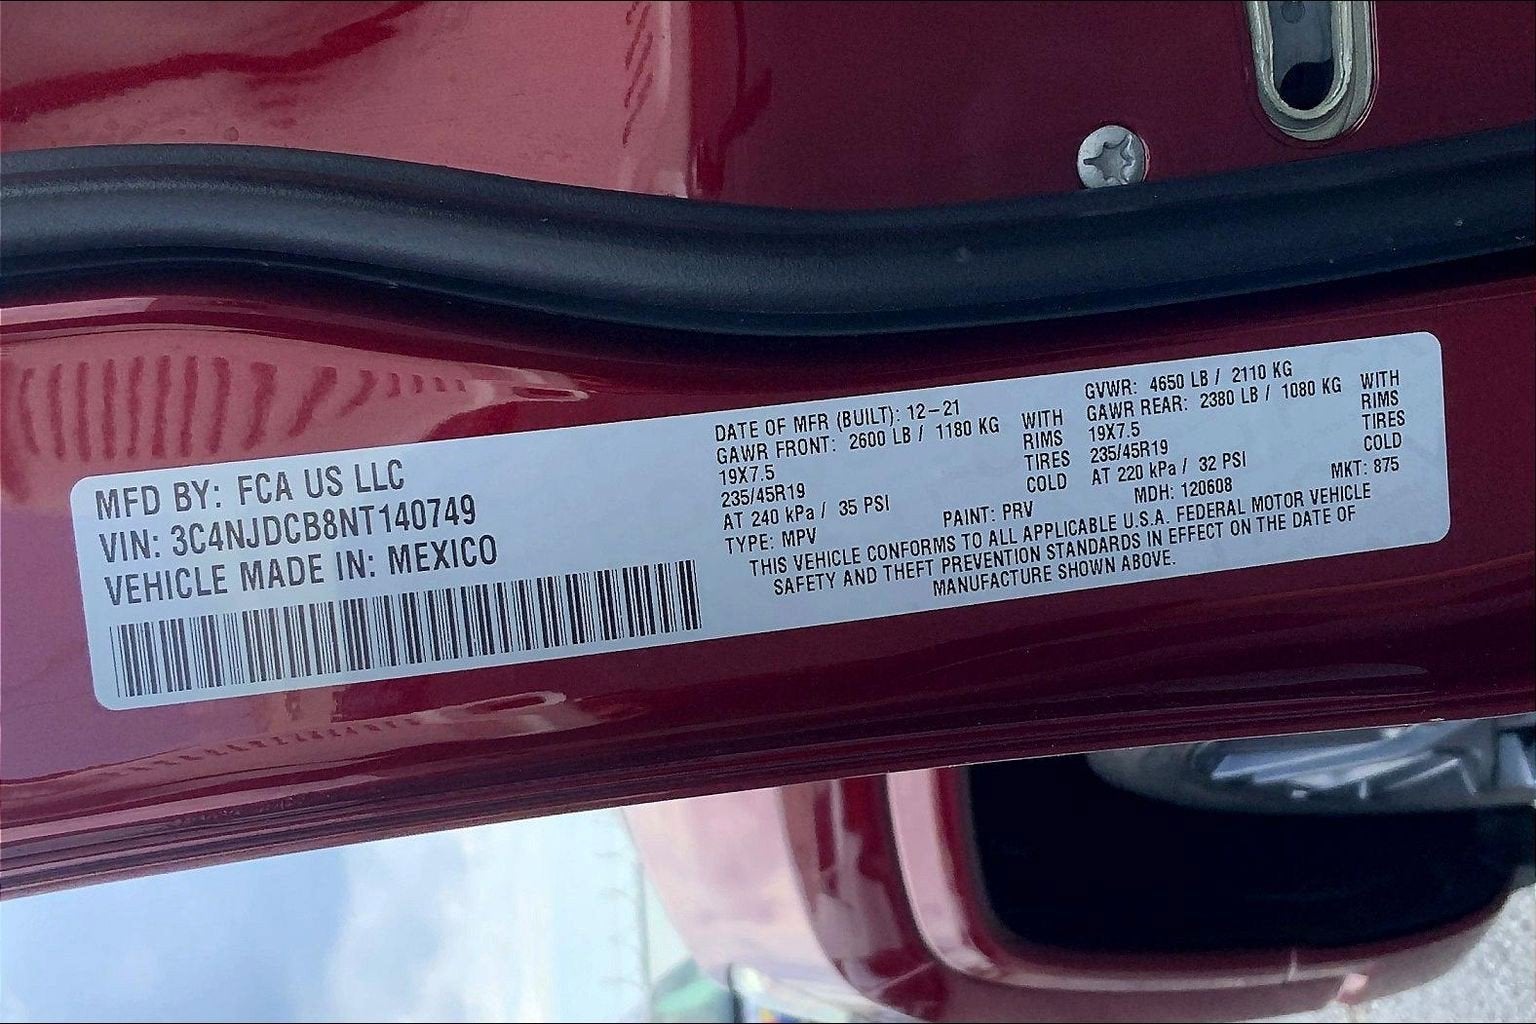 MFD BY: FCA US LLC
VIN: 3C4NJDCB8NT140749
VEHICLE MADE IN: MEXICO
DATE OF MFR (BUILT): 12-21
GAWR FRONT: 2600 LB / 1180 KG WITH
19X7.5 RIMS
235/45R19 TIRES
AT 240 kPa / 35 PSI COLD
TYPE: MPV PAINT: PRV
GVWR: 4650 LB / 2110 KG
GAWR REAR: 2380 LB / 1080 KG WITH
19X7.5 RIMS
235/45R19 TIRES
AT 220 kPa / 32 PSI COLD
MDH: 120608 MKT: 875
THIS VEHICLE CONFORMS TO ALL APPLICABLE U.S.A. FEDERAL MOTOR VEHICLE
SAFETY AND THEFT PREVENTION STANDARDS IN EFFECT ON THE DATE OF
MANUFACTURE SHOWN ABOVE.